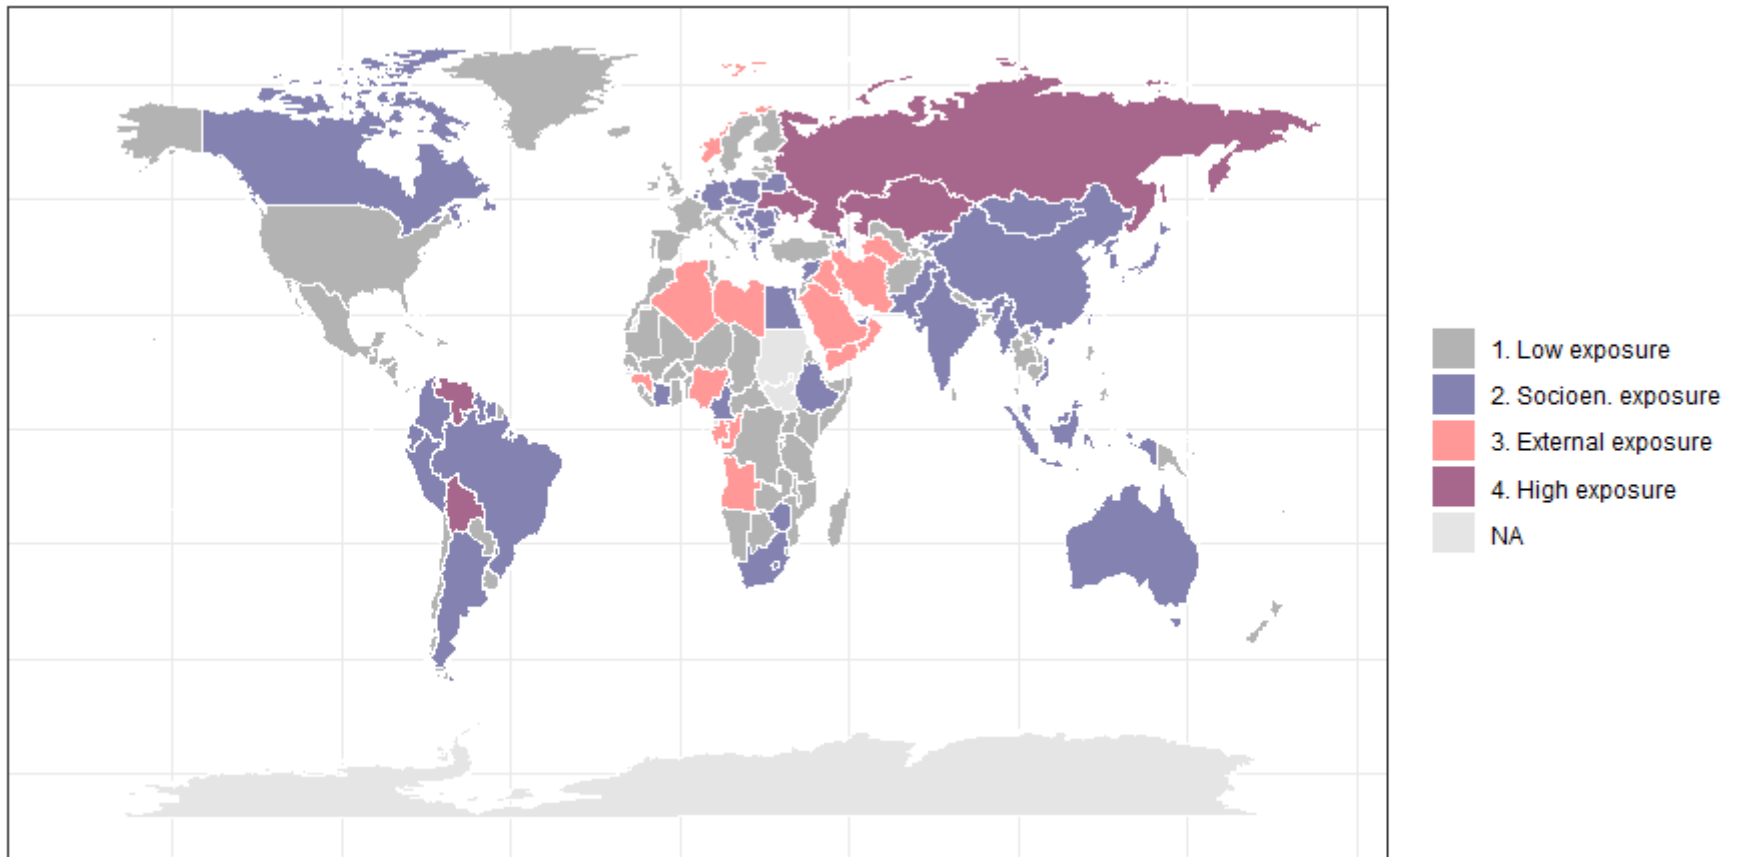 1. Low exposure
2. Socioen. exposure
3. External exposure
4. High exposure
NA